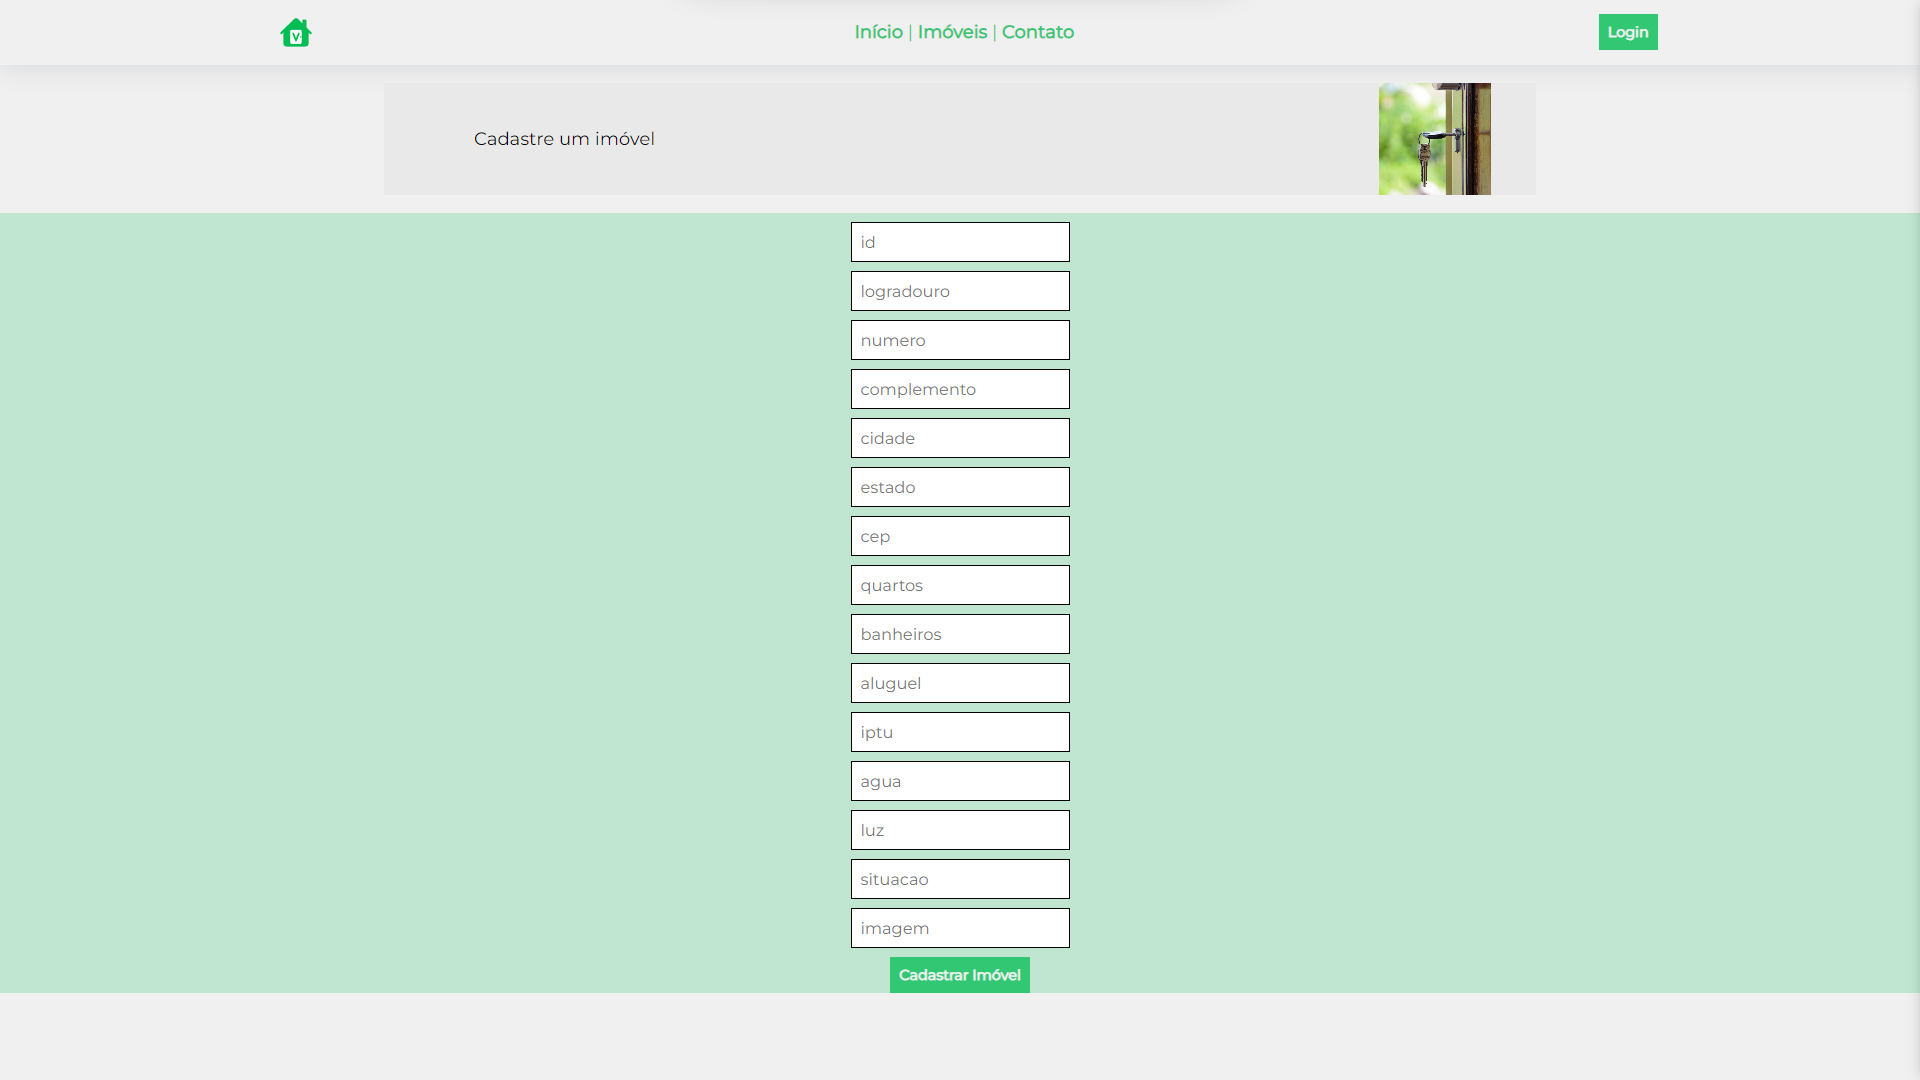 V.
Início | Imóveis | Contato
Login
Cadastre um imóvel
id
logradouro
numero
complemento
cidade
estado
cep
quartos
banheiros
aluguel
iptu
agua
luz
situacao
imagem
Cadastrar Imóvel